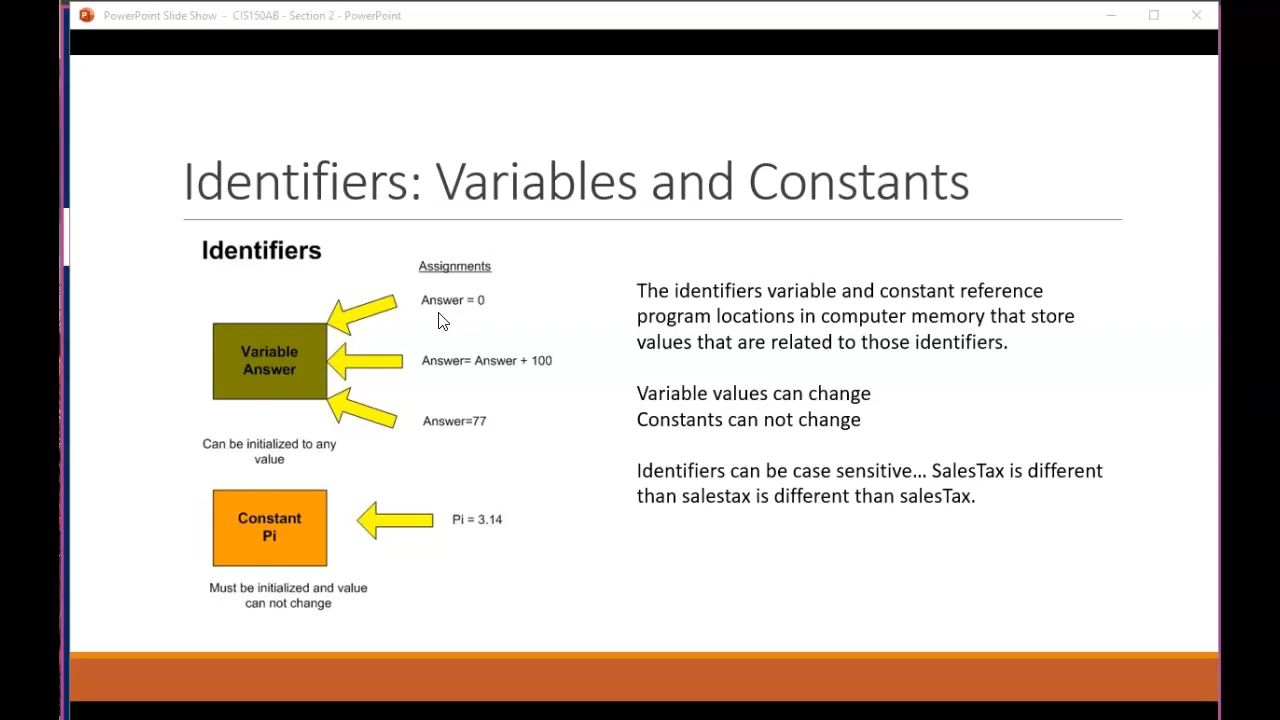 PowerPoint Slide Show - CIS150AB - Section 2 - PowerPoint
Identifiers: Variables and Constants
Identifiers
Assignments
Answer = 0
Variable
Answer
Answer= Answer + 100
Answer=77
Can be initialized to any
value
Constant
Pi
Pi = 3.14
Must be initialized and value
can not change
The identifiers variable and constant reference
program locations in computer memory that store
values that are related to those identifiers.
Variable values can change
Constants can not change
Identifiers can be case sensitive... SalesTax is different
than salestax is different than salesTax.